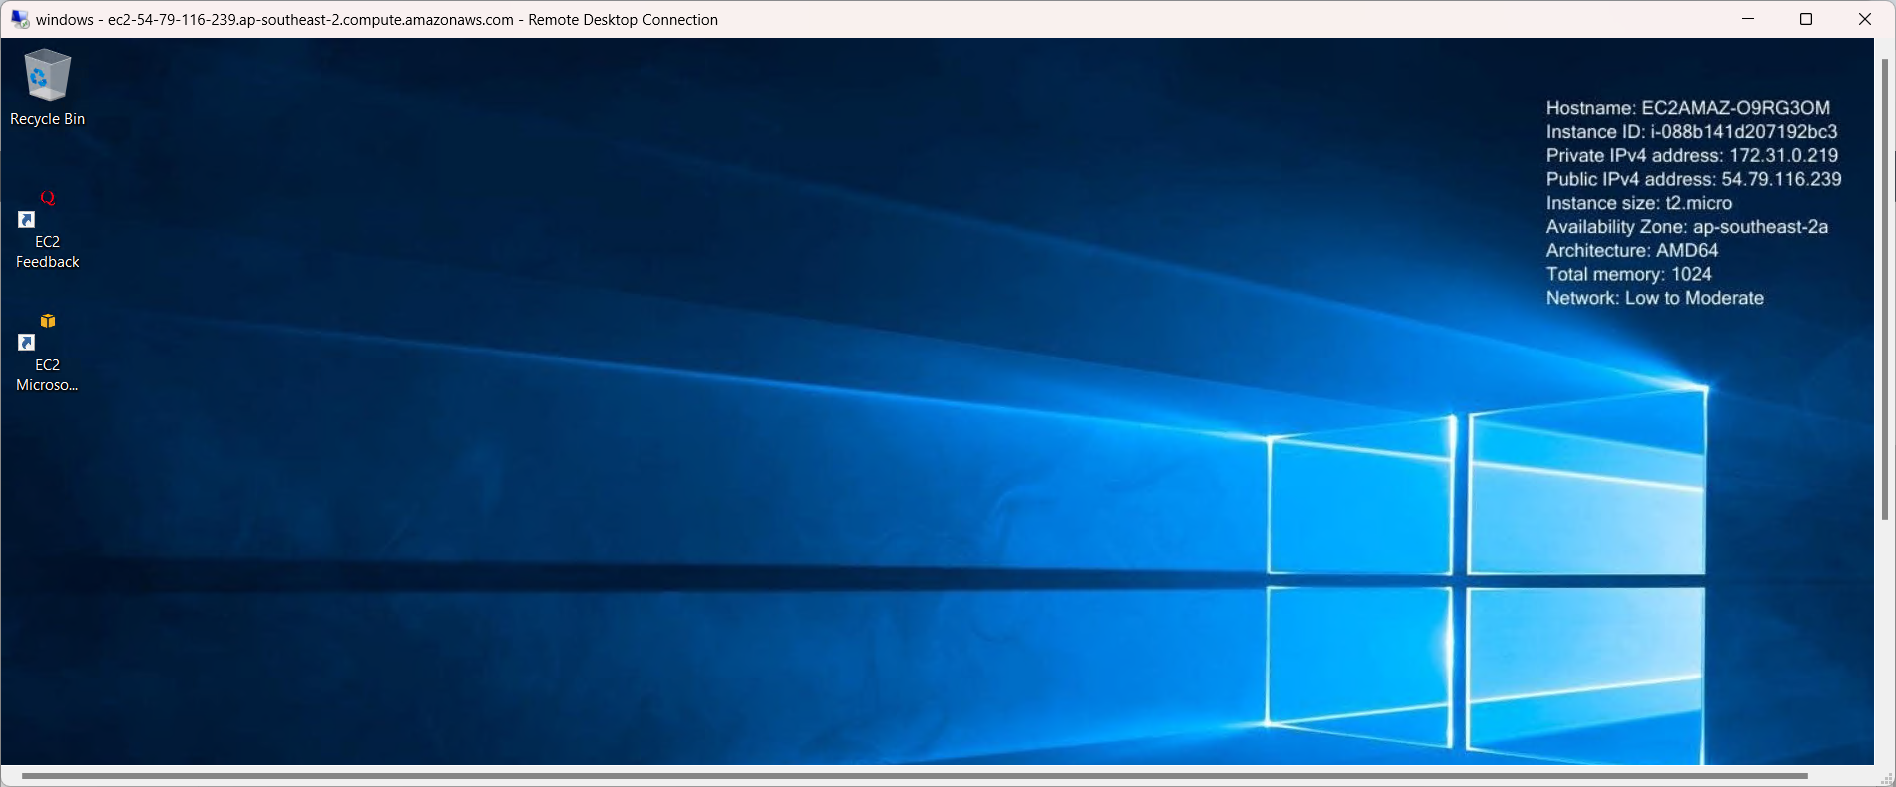 windows - ec2-54-79-116-239.ap-southeast-2.compute.amazonaws.com - Remote Desktop Connection
Recycle Bin
EC2
Feedback
EC2
Microso...
Hostname: EC2AMAZ-O9RG3OM
Instance ID: i-088b141d207192bc3
Private IPv4 address: 172.31.0.219
Public IPv4 address: 54.79.116.239
Instance size: t2.micro
Availability Zone: ap-southeast-2a
Architecture: AMD64
Total memory: 1024
Network: Low to Moderate